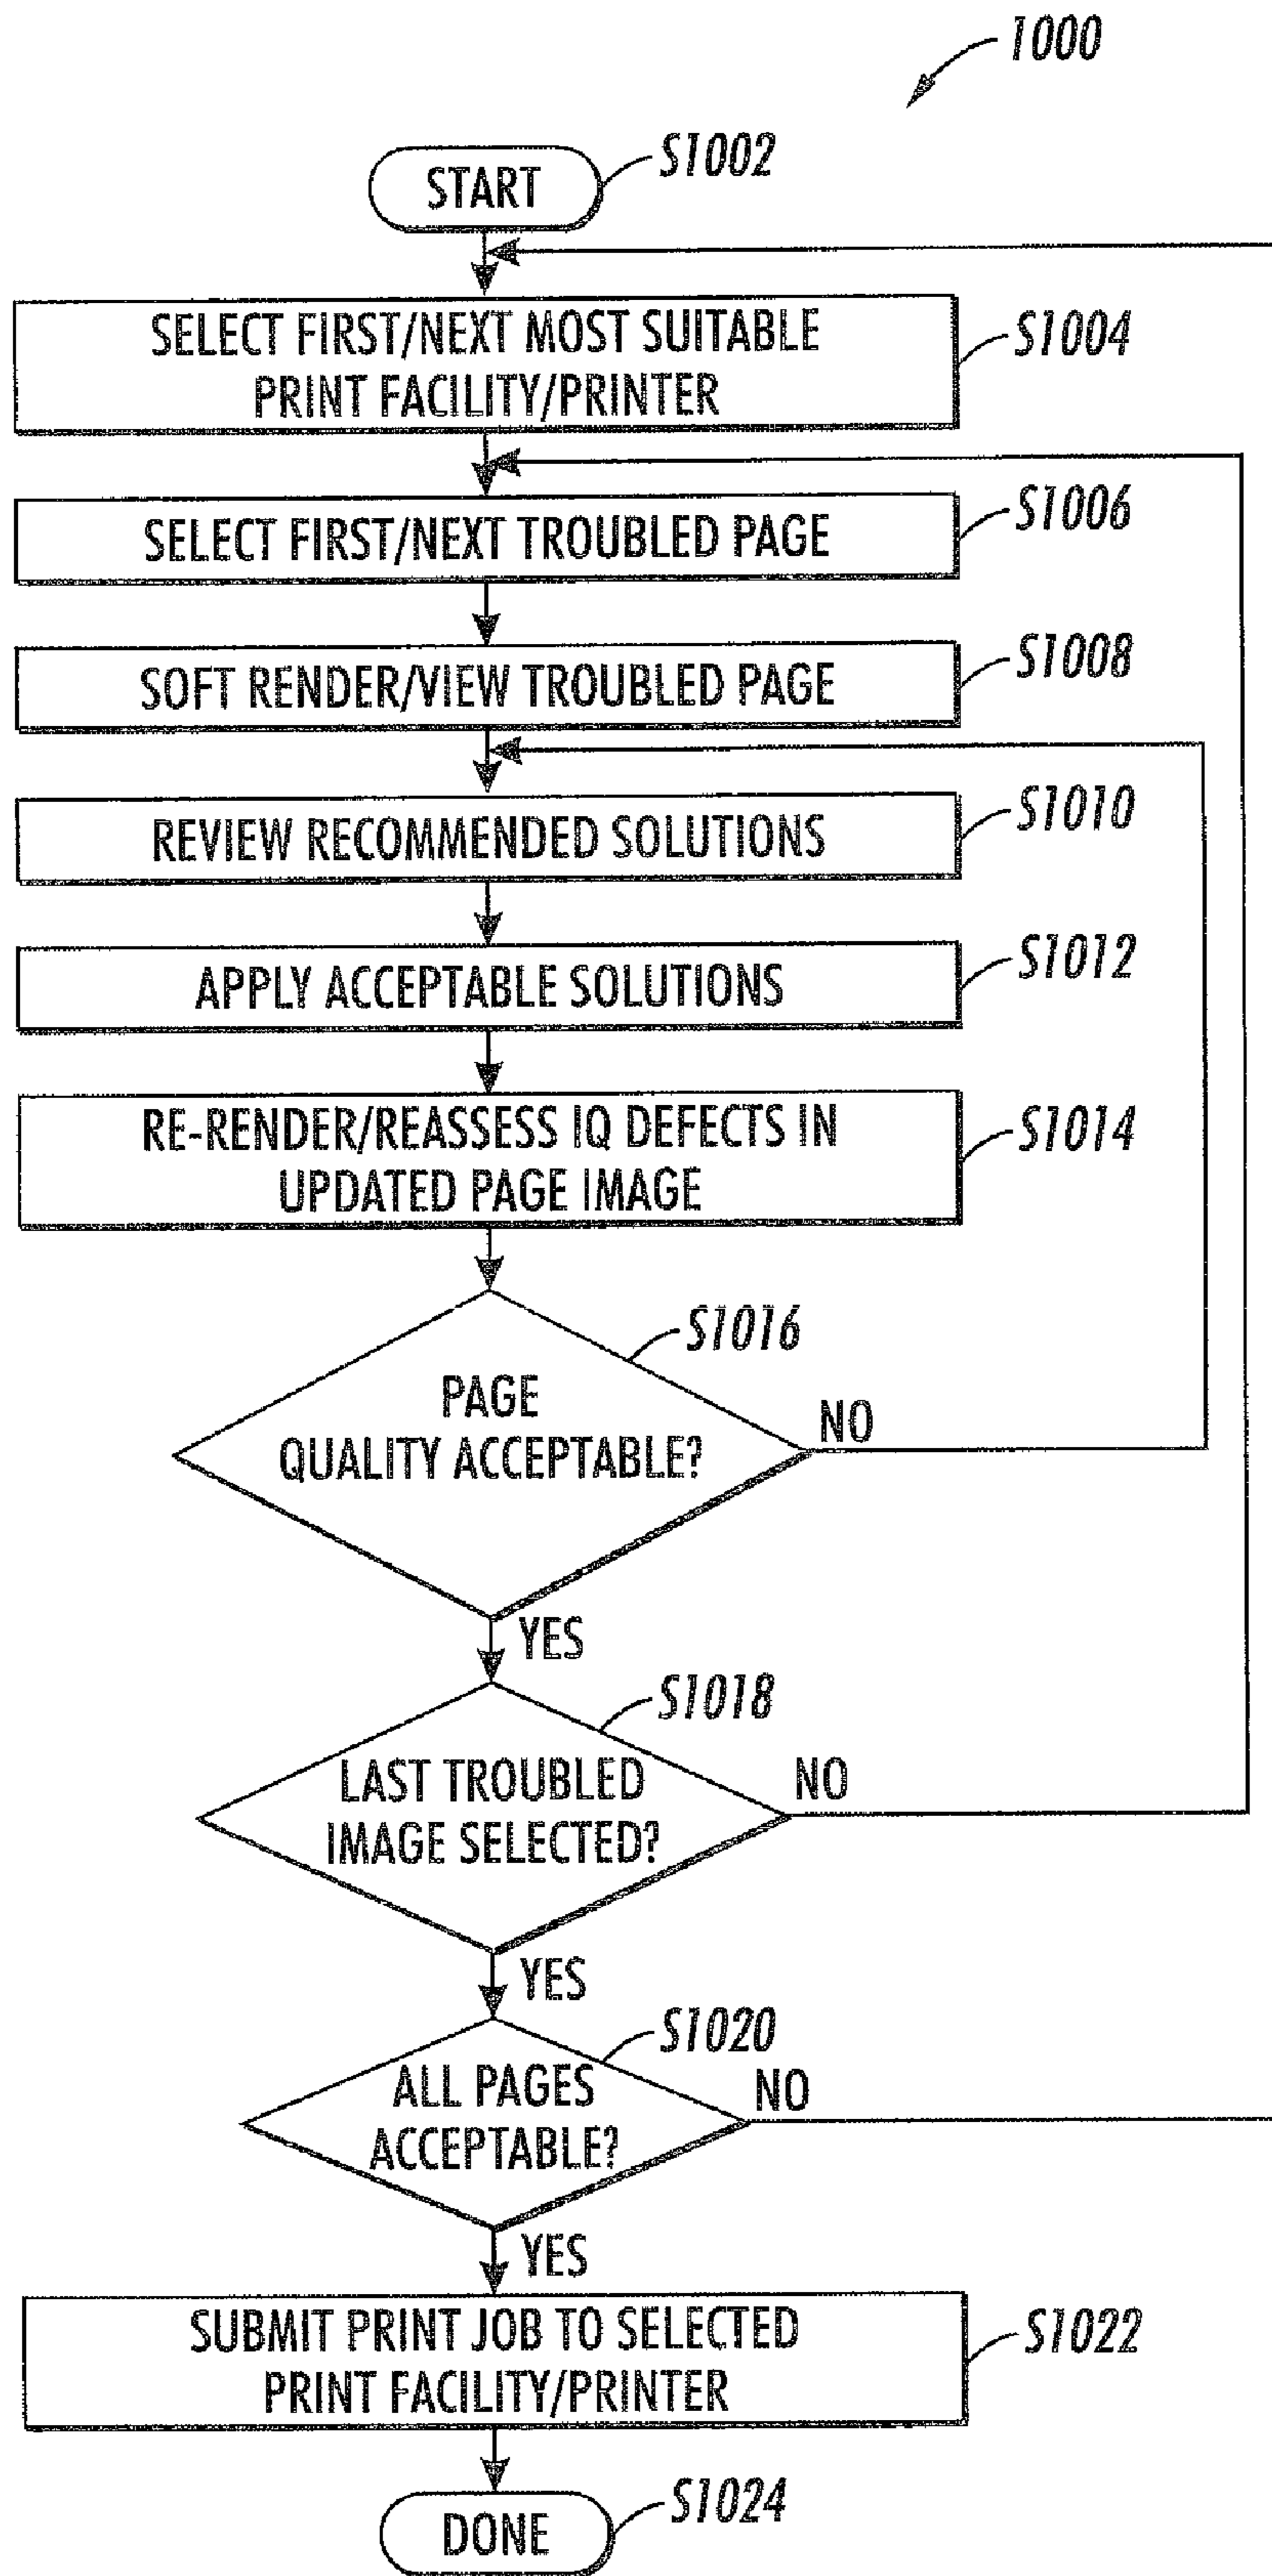 1000
START
S1002
SELECT FIRST/NEXT MOST SUITABLE
PRINT FACILITY/PRINTER
S1004
SELECT FIRST/NEXT TROUBLED PAGE
S1006
SOFT RENDER/VIEW TROUBLED PAGE
S1008
REVIEW RECOMMENDED SOLUTIONS
S1010
APPLY ACCEPTABLE SOLUTIONS
S1012
RE-RENDER/REASSESS IQ DEFECTS IN
UPDATED PAGE IMAGE
S1014
PAGE
QUALITY ACCEPTABLE?
S1016
NO
YES
LAST TROUBLED
IMAGE SELECTED?
S1018
NO
YES
ALL PAGES
ACCEPTABLE?
S1020
NO
YES
SUBMIT PRINT JOB TO SELECTED
PRINT FACILITY/PRINTER
S1022
DONE
S1024